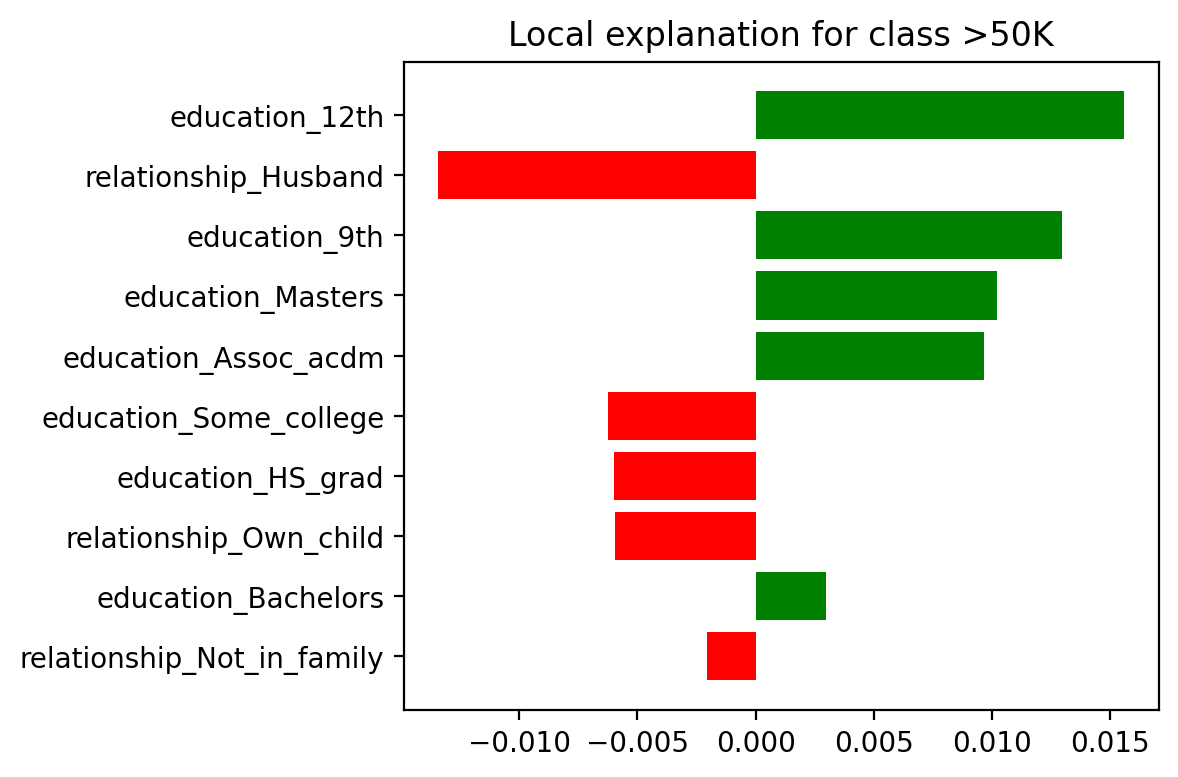 Local explanation for class >50K
education_12th
relationship_Husband
education_9th
education_Masters
education_Assoc_acdm
education_Some_college
education_HS_grad
relationship_Own_child
education_Bachelors
relationship_Not_in_family
−0.010 −0.005 0.000 0.005 0.010 0.015